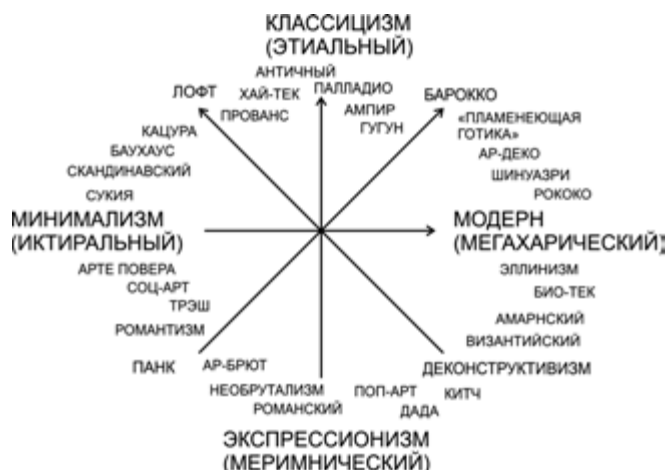 КЛАССИЦИЗМ
(ЭТИАЛЬНЫЙ)
АНТИЧНЫЙ
ЛОФТ
ХАЙ-ТЕК
ПАЛЛАДИО
БАРОККО
ПРОВАНС
АМПИР
ГУГУН
«ПЛАМЕНЕЮЩАЯ
ГОТИКА»
КАЦУРА
БАУХАУС
АР-ДЕКО
СКАНДИНАВСКИЙ
ШИНУАЗРИ
СУКИЯ
РОКОКО
МИНИМАЛИЗМ
(ИКТИРАЛЬНЫЙ)
МОДЕРН
(МЕГАХАРИЧЕСКИЙ)
АРТЕ ПОВЕРА
ЭЛЛИНИЗМ
СОЦ-АРТ
БИО-ТЕК
ТРЭШ
АМАРНСКИЙ
РОМАНТИЗМ
ВИЗАНТИЙСКИЙ
ПАНК
АР-БРЮТ
ДЕКОНСТРУКТИВИЗМ
НЕОБРУТАЛИЗМ
ПОП-АРТ
КИТЧ
РОМАНСКИЙ
ДАДА
ЭКСПРЕССИОНИЗМ
(МЕРИМНИЧЕСКИЙ)